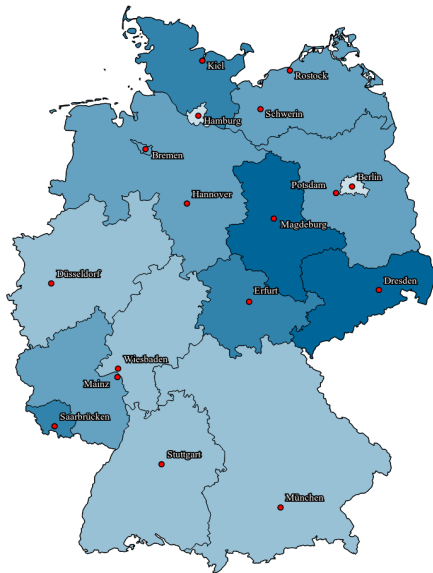 Kiel
Rostock
Schwerin
Hamburg
Bremen
Berlin
Potsdam
Hannover
Magdeburg
Düsseldorf
Dresden
Erfurt
Wiesbaden
Mainz
Saarbrücken
Stuttgart
München